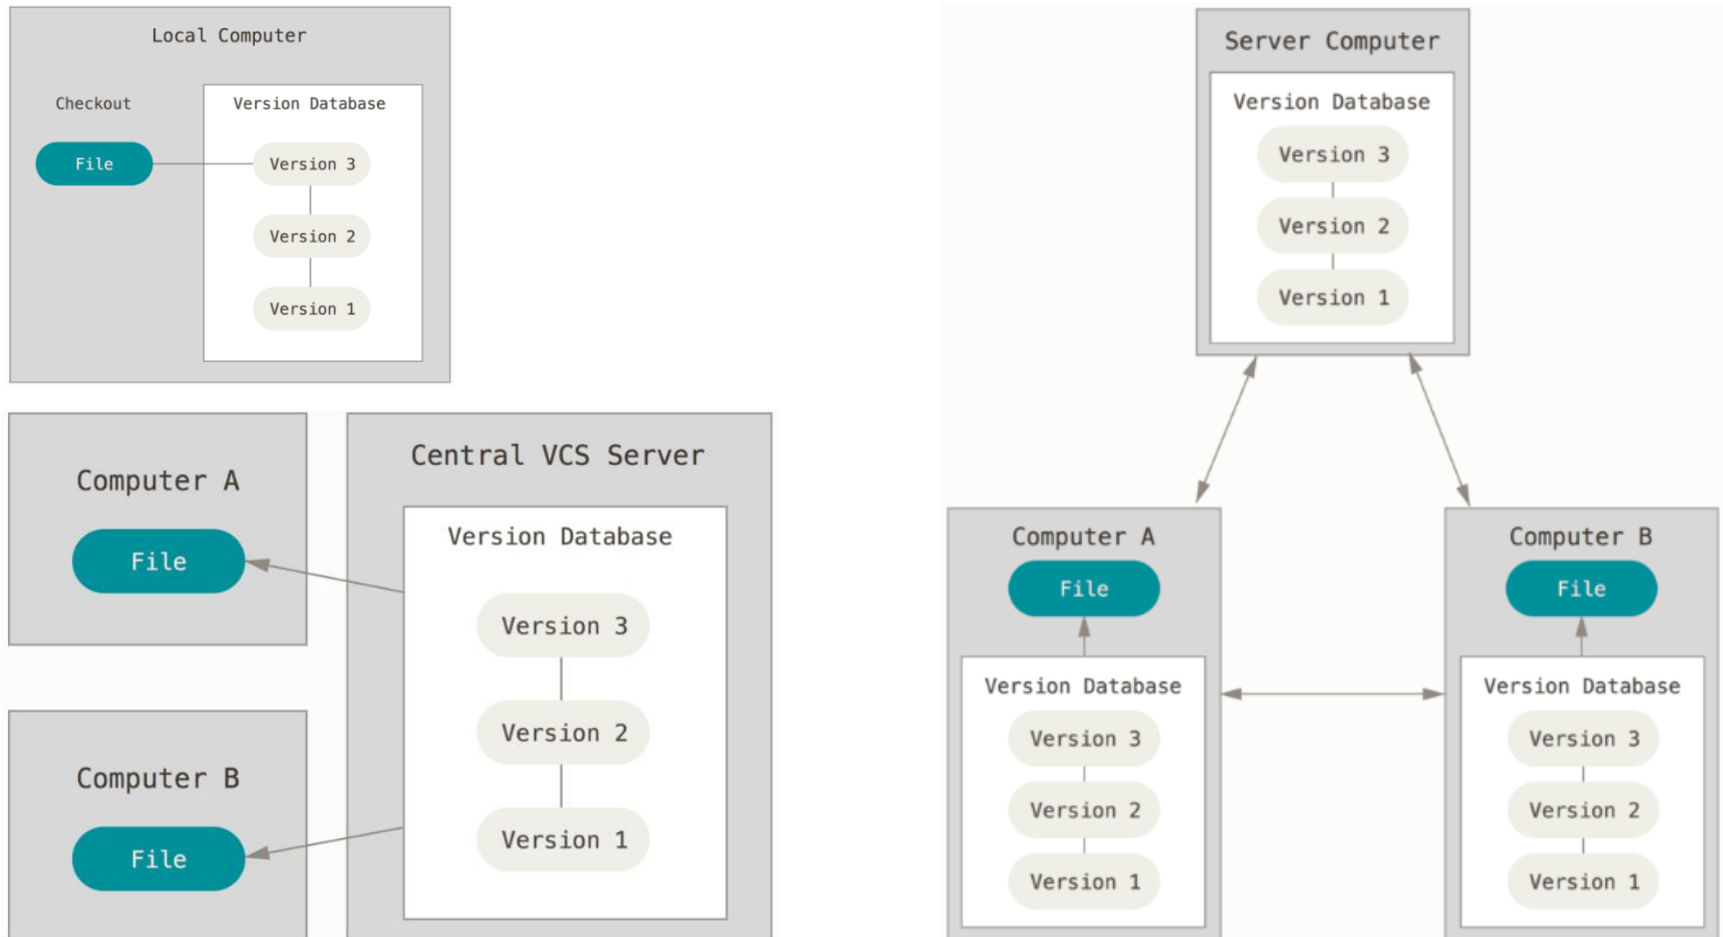 Local Computer
Checkout
File
Version Database
Version 3
Version 2
Version 1
Computer A
File
Computer B
File
Central VCS Server
Version Database
Version 3
Version 2
Version 1
Server Computer
Version Database
Version 3
Version 2
Version 1
Computer A
File
Version Database
Version 3
Version 2
Version 1
Computer B
File
Version Database
Version 3
Version 2
Version 1